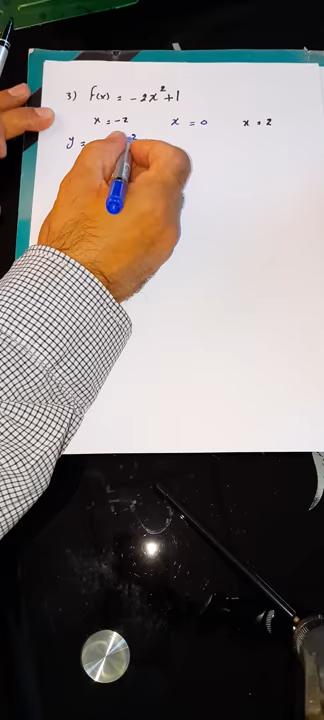 3) f(x) = -2x²+1
x = -2 x = 0 x = 2
y =